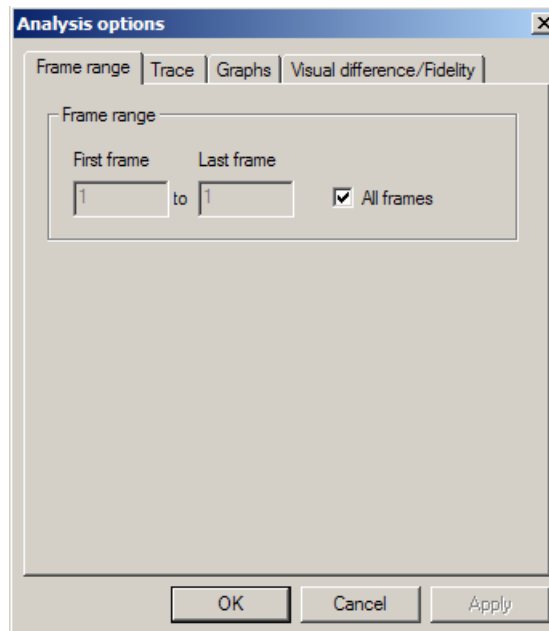 Analysis options
Frame range Trace Graphs Visual difference/Fidelity
Frame range
First frame Last frame
1 to 1 All frames
OK Cancel Apply